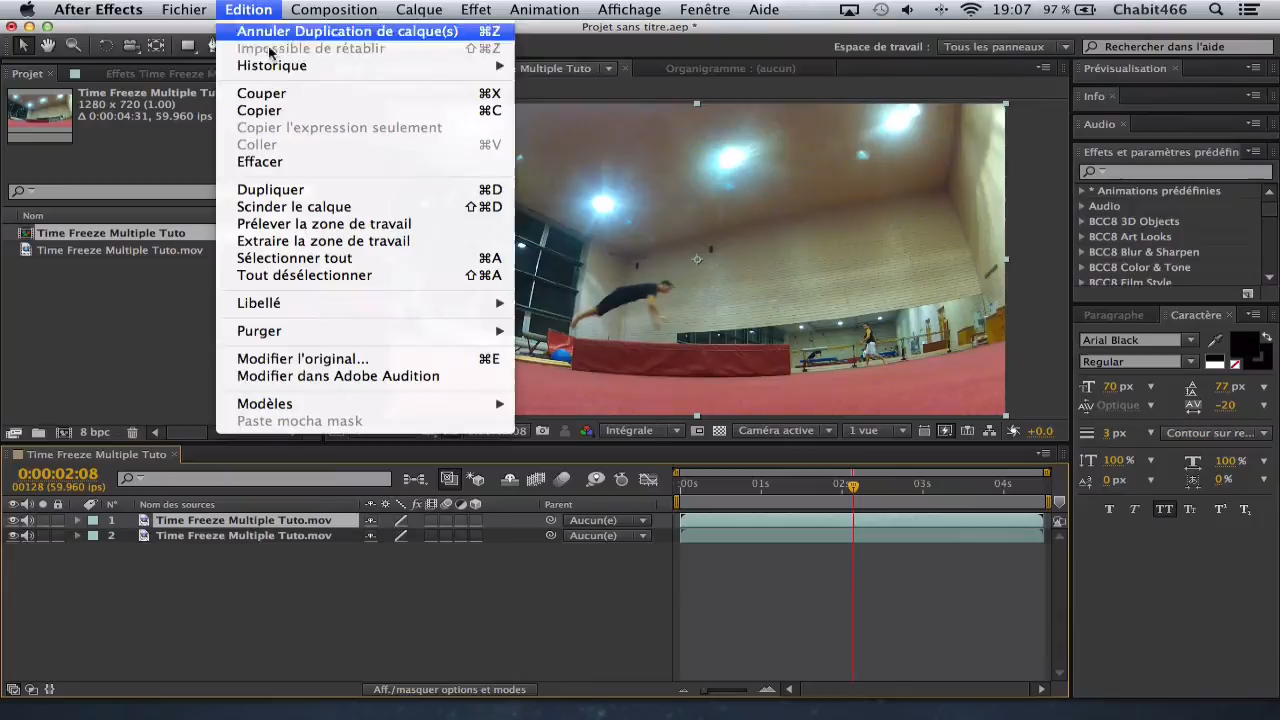 After Effects Fichier Edition Composition Calque Effet Animation Affichage Fenêtre Aide 19:07 97 % Chabit466
Projet sans titre.aep *
Espace de travail : Tous les panneaux Rechercher dans l'aide
Annuler Duplication de calque(s) ⌘Z
Impossible de rétablir ⇧⌘Z
Historique
Couper ⌘X
Copier ⌘C
Copier l'expression seulement
Coller ⌘V
Effacer
Dupliquer ⌘D
Scinder le calque ⇧⌘D
Prélever la zone de travail
Extraire la zone de travail
Sélectionner tout ⌘A
Tout désélectionner ⇧⌘A
Libellé
Purger
Modifier l'original... ⌘E
Modifier dans Adobe Audition
Modèles
Paste mocha mask
Projet Effets Time Freeze M
Time Freeze Multiple Tu
1280 x 720 (1.00)
Δ 0:00:04:31, 59.960 ips
Nom
Time Freeze Multiple Tuto
Time Freeze Multiple Tuto.mov
8 bpc
Multiple Tuto Organigramme : (aucun)
Intégrale Caméra active 1 vue +0.0
Prévisualisation
Info
Audio
Effets et paramètres prédéfin
* Animations prédéfinies
Audio
BCC8 3D Objects
BCC8 Art Looks
BCC8 Blur & Sharpen
BCC8 Color & Tone
BCC8 Film Style
Paragraphe Caractère
Arial Black
Regular
70 px 77 px
Optique -20
3 px Contour sur re...
100 % 100 %
0 px 0 %
T T TT Tт T¹ T₁
Time Freeze Multiple Tuto
0:00:02:08
00128 (59.960 ips)
:00s 01s 02s 03s 04s
N° Nom des sources Parent
1 Time Freeze Multiple Tuto.mov Aucun(e)
2 Time Freeze Multiple Tuto.mov Aucun(e)
Aff./masquer options et modes